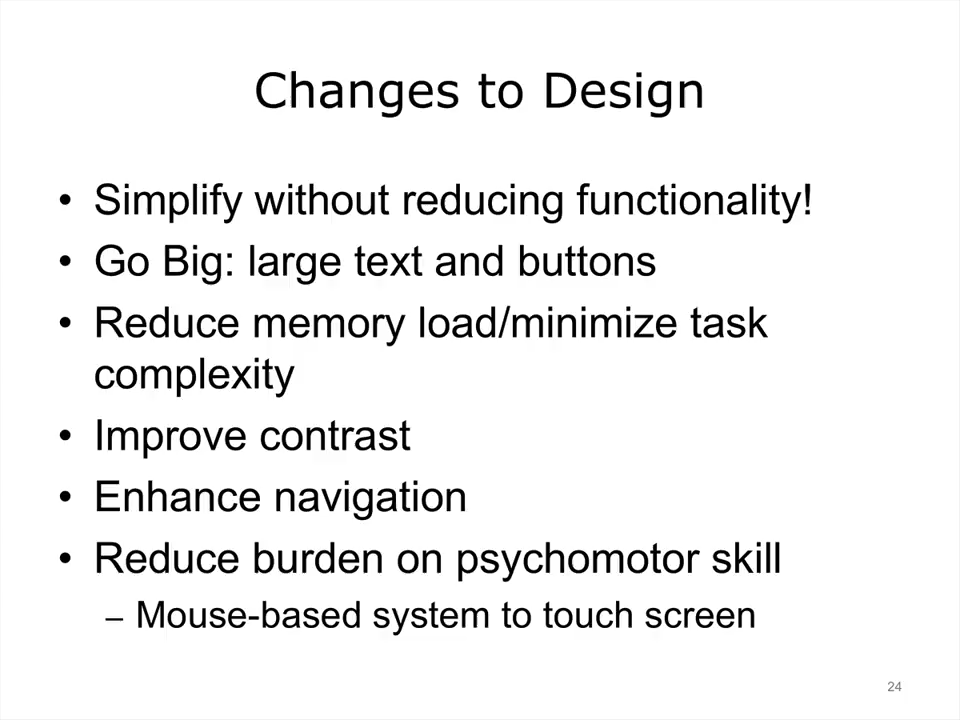 Changes to Design
• Simplify without reducing functionality!
• Go Big: large text and buttons
• Reduce memory load/minimize task
complexity
• Improve contrast
• Enhance navigation
• Reduce burden on psychomotor skill
– Mouse-based system to touch screen
24